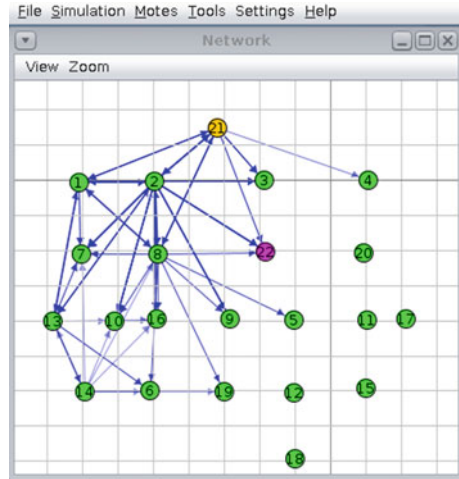 File Simulation Motes Tools Settings Help
Network
View Zoom
21
1 2 3 4
7 8 22 20
13 10 16 9 5 11 17
14 6 19 12 15
18